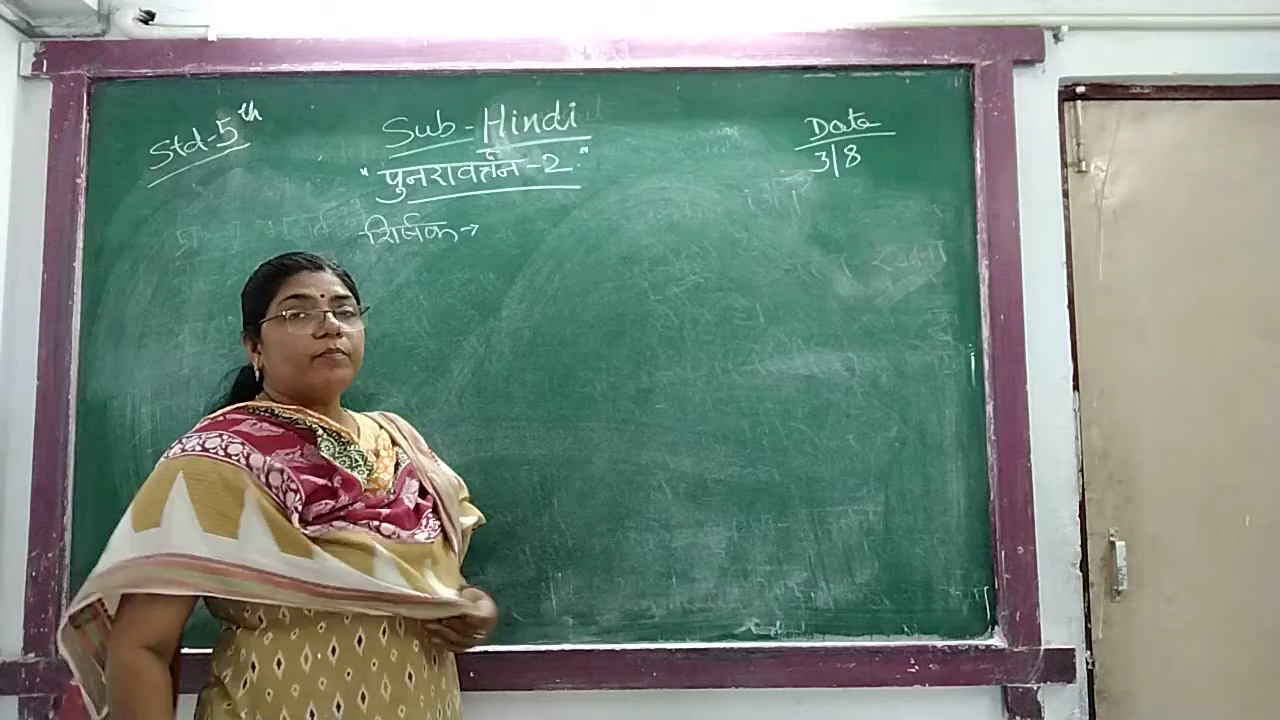 Std-5th
Sub-Hindi
Date
3/8
"पुनरावर्तन-2"
शिर्षक→